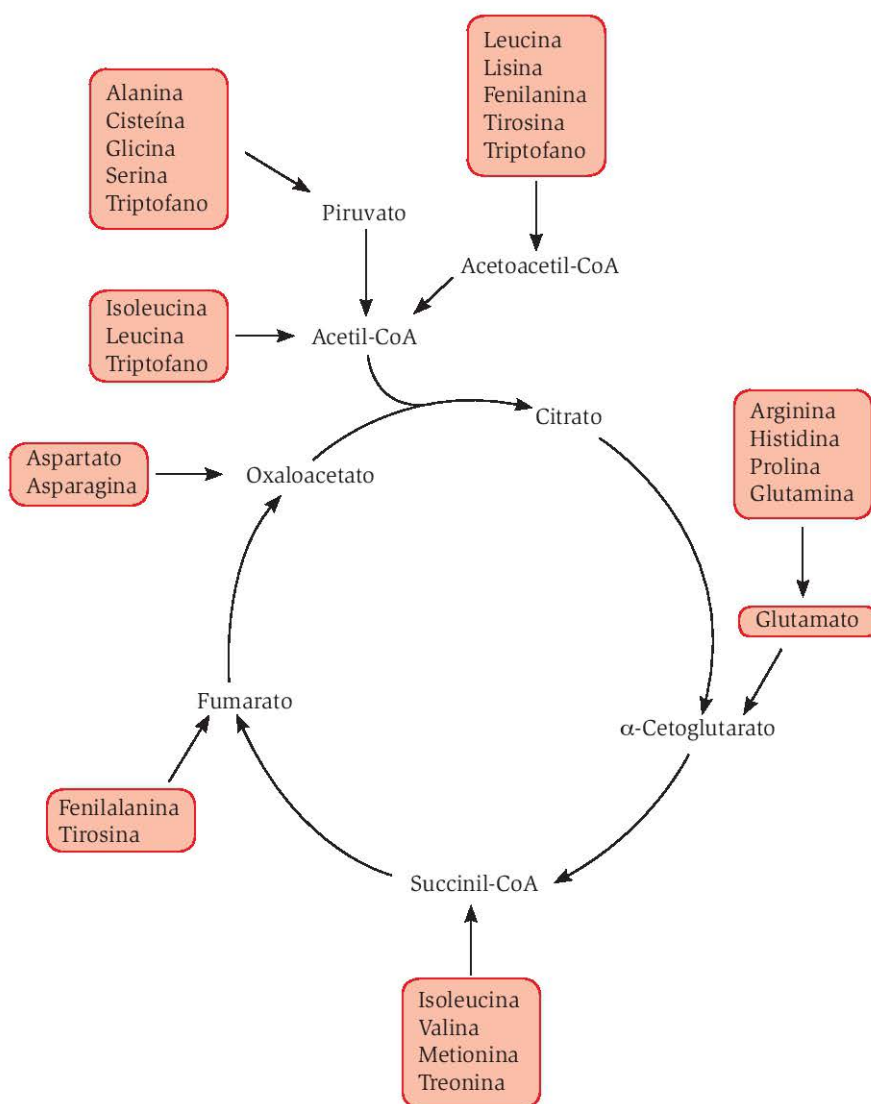 Leucina
Lisina
Fenilanina
Tirosina
Triptofano
Alanina
Cisteína
Glicina
Serina
Triptofano
Piruvato
Acetoacetil-CoA
Isoleucina
Leucina
Triptofano
Acetil-CoA
Citrato
Arginina
Histidina
Prolina
Glutamina
Aspartato
Asparagina
Oxaloacetato
Glutamato
Fumarato
α-Cetoglutarato
Fenilalanina
Tirosina
Succinil-CoA
Isoleucina
Valina
Metionina
Treonina